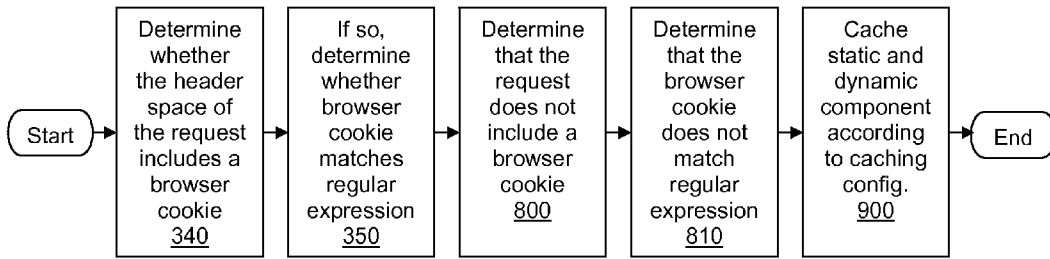 Start
Determine
whether
the header
space of
the request
includes a
browser
cookie
340
If so,
determine
whether
browser
cookie
matches
regular
expression
350
Determine
that the
request
does not
include a
browser
cookie
800
Determine
that the
browser
cookie
does not
match
regular
expression
810
Cache
static and
dynamic
component
according
to caching
config.
900
End